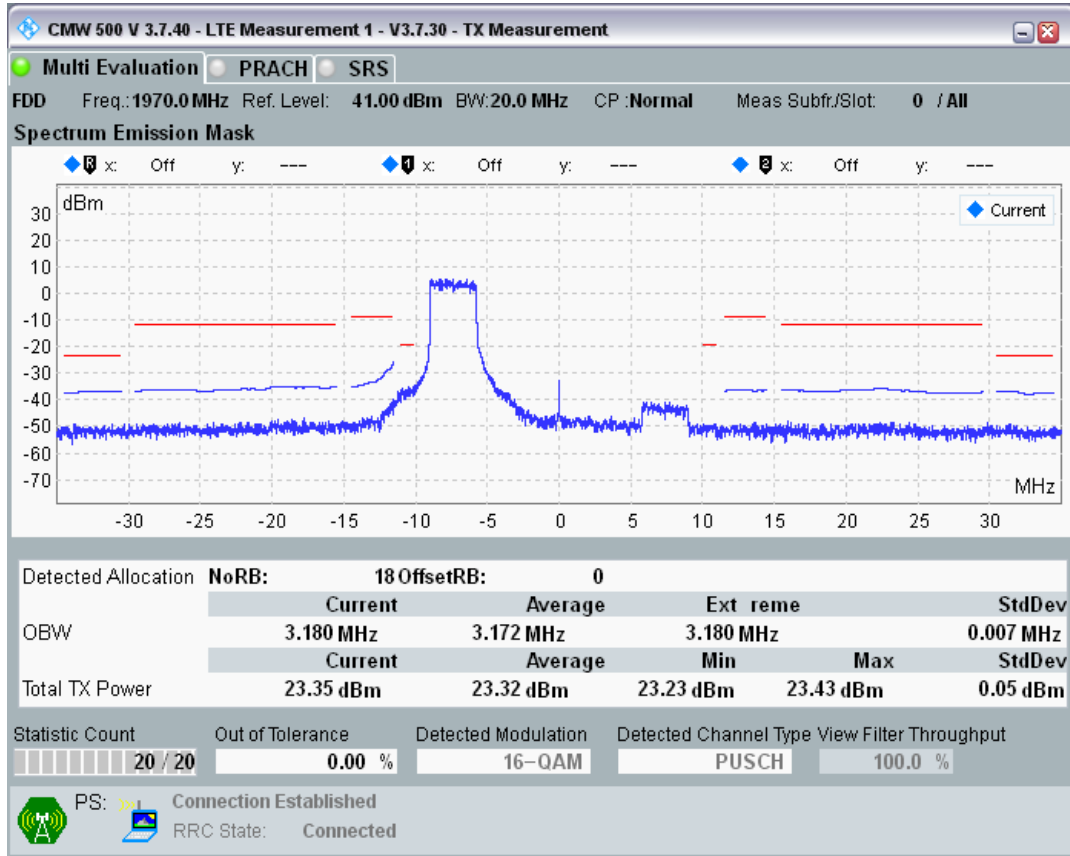 CMW 500 V 3.7.40 - LTE Measurement 1 - V3.7.30 - TX Measurement
Multi Evaluation PRACH SRS
FDD Freq.: 1970.0 MHz Ref. Level: 41.00 dBm BW: 20.0 MHz CP : Normal Meas Subfr./Slot: 0 / All
Spectrum Emission Mask
R x: Off y: --- 1 x: Off y: --- 2 x: Off y: ---
dBm
Current
30
20
10
0
-10
-20
-30
-40
-50
-60
-70
MHz
-30 -25 -20 -15 -10 -5 0 5 10 15 20 25 30
Detected Allocation NoRB: 18 OffsetRB: 0
Current Average Ext reme StdDev
OBW 3.180 MHz 3.172 MHz 3.180 MHz 0.007 MHz
Current Average Min Max StdDev
Total TX Power 23.35 dBm 23.32 dBm 23.23 dBm 23.43 dBm 0.05 dBm
Statistic Count Out of Tolerance Detected Modulation Detected Channel Type View Filter Throughput
20 / 20 0.00 % 16-QAM PUSCH 100.0 %
PS: Connection Established
RRC State: Connected